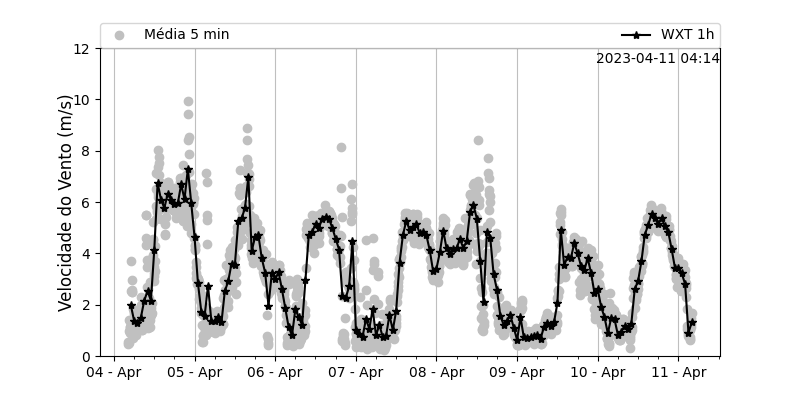 Média 5 min
WXT 1h
2023-04-11 04:14
Velocidade do Vento (m/s)
12
10
8
6
4
2
0
04 - Apr
05 - Apr
06 - Apr
07 - Apr
08 - Apr
09 - Apr
10 - Apr
11 - Apr